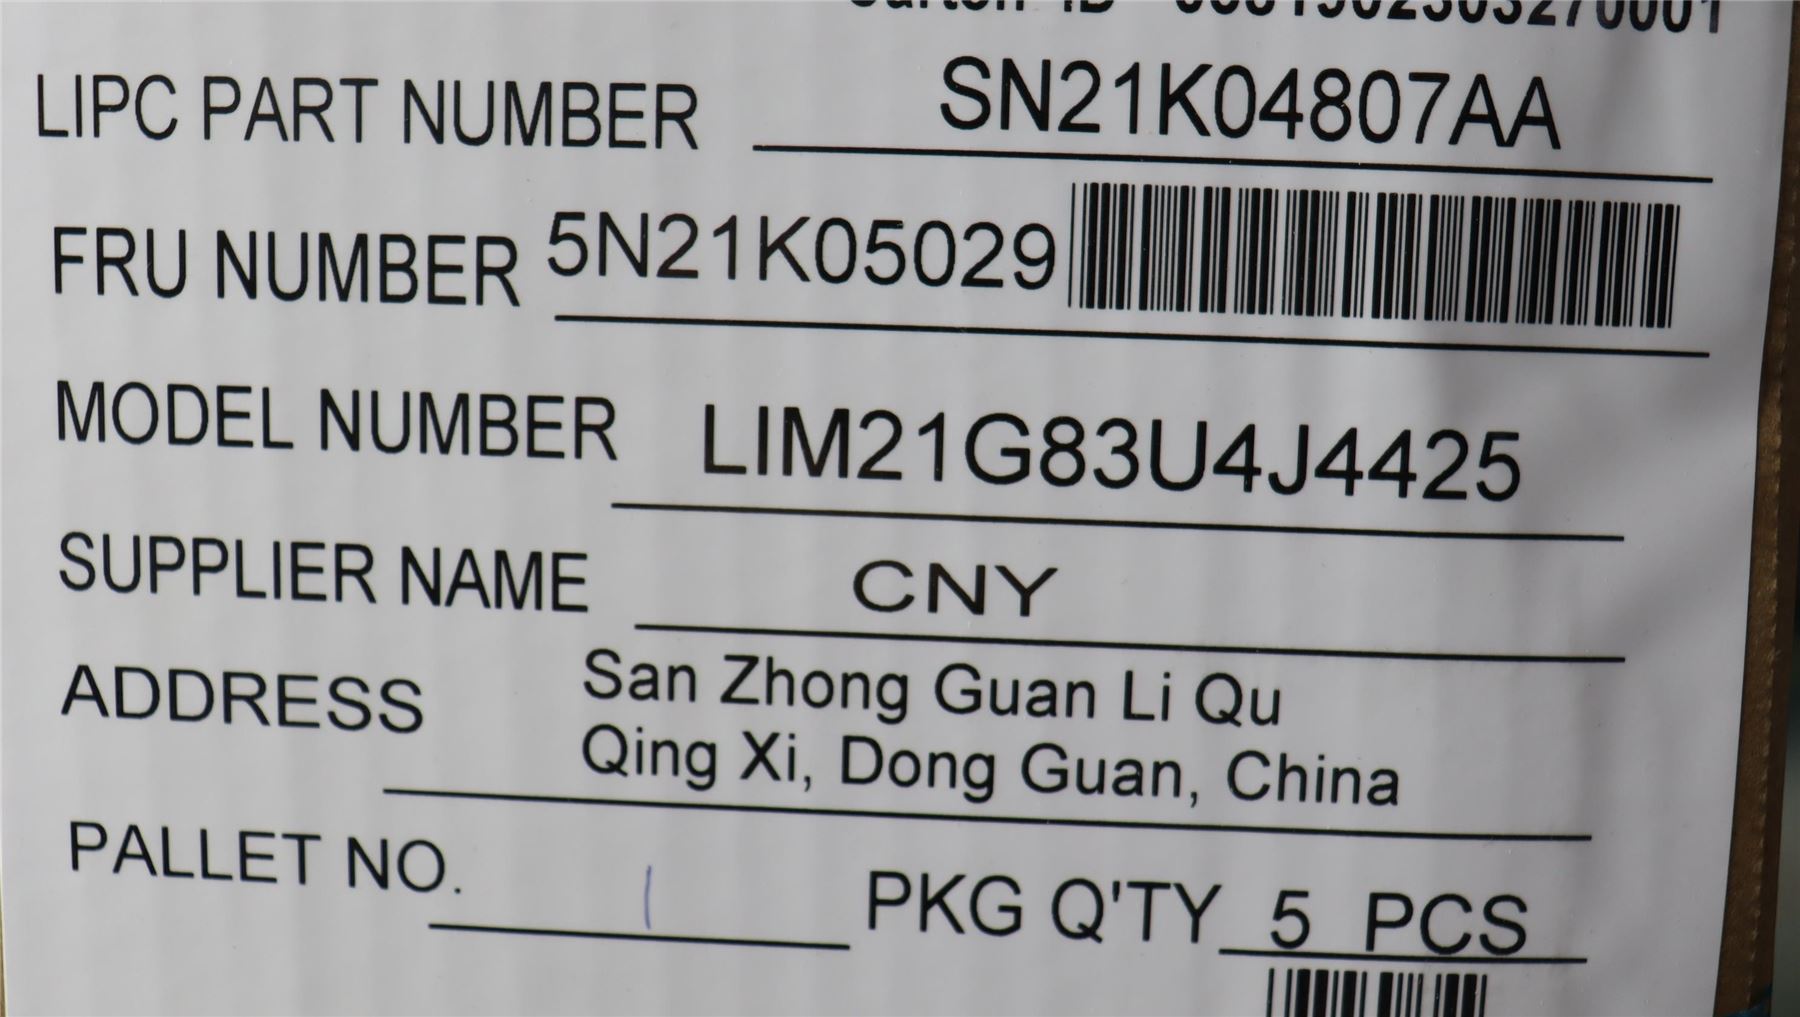 LIPC PART NUMBER SN21K04807AA
FRU NUMBER 5N21K05029
MODEL NUMBER LIM21G83U4J4425
SUPPLIER NAME CNY
ADDRESS San Zhong Guan Li Qu
Qing Xi, Dong Guan, China
PALLET NO. 1 PKG Q'TY 5 PCS